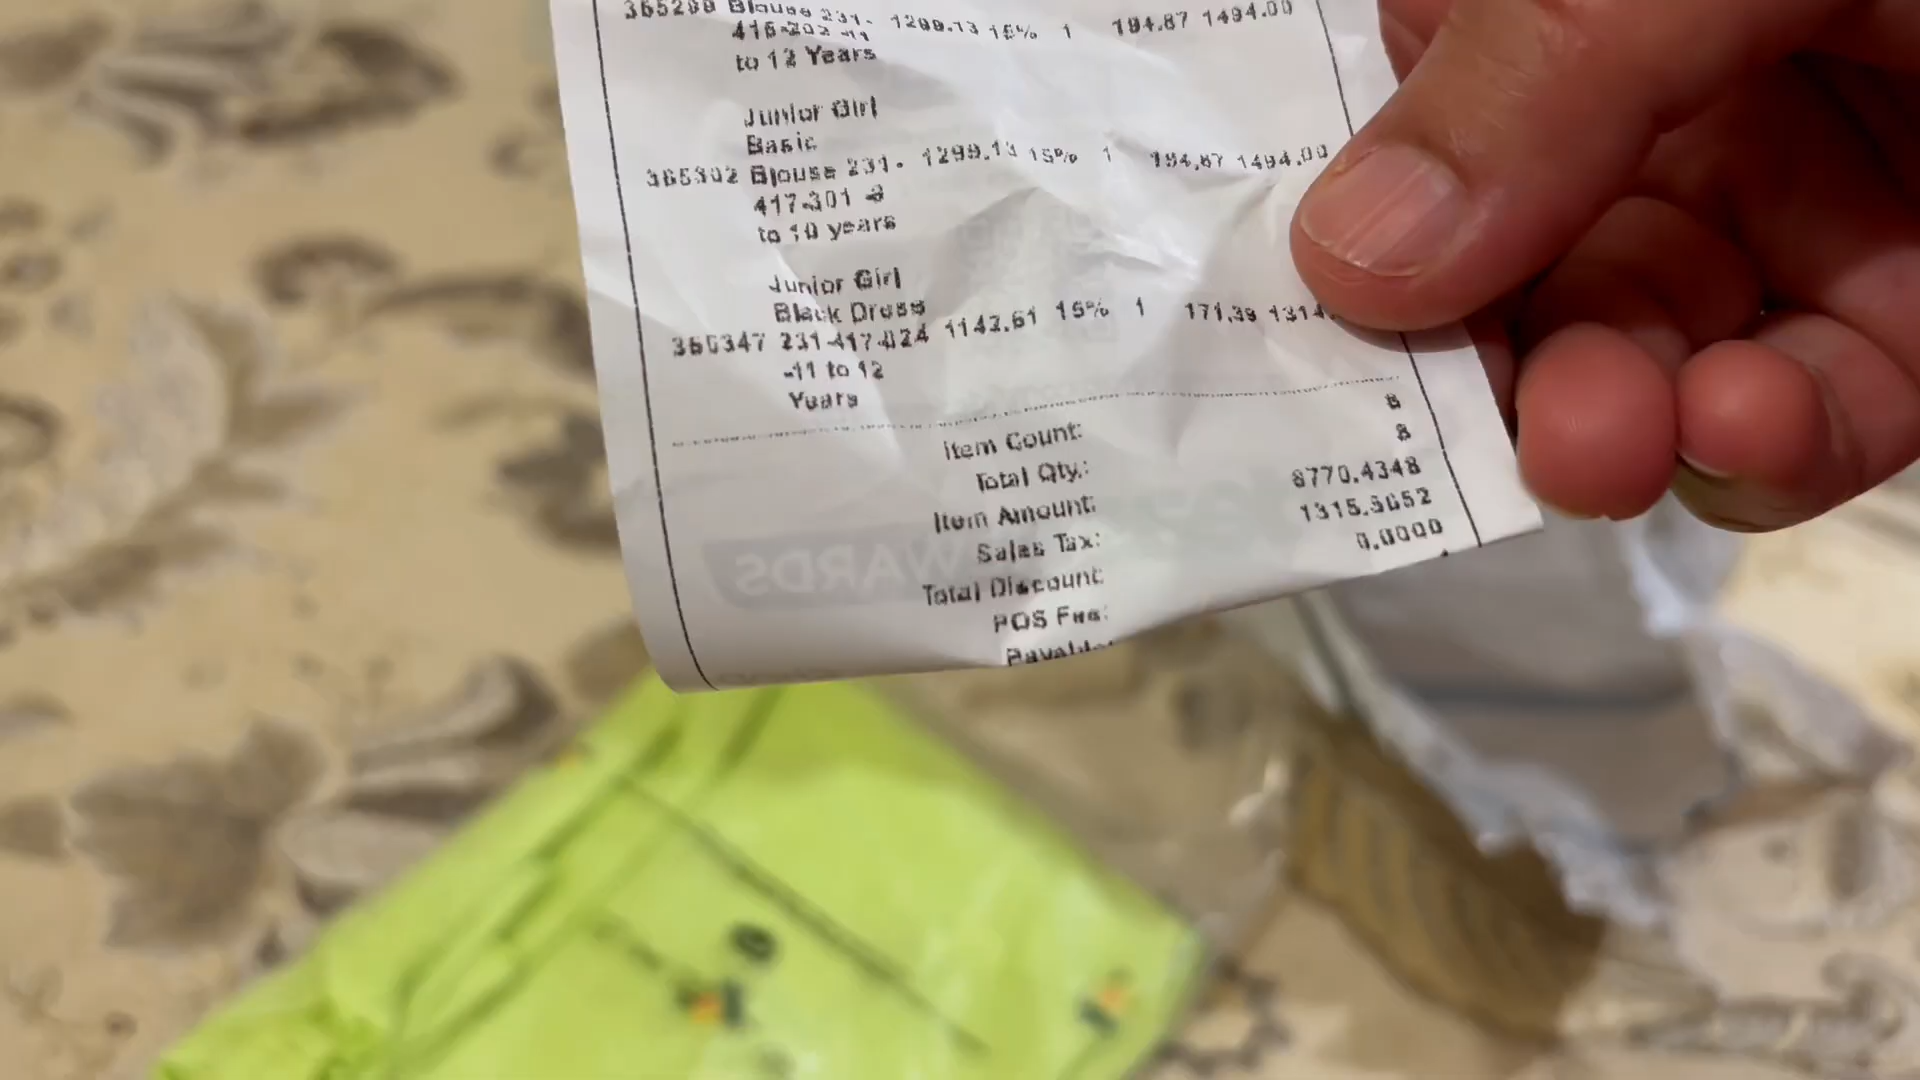 365299 Blouse 231- 1299.13 15% 1 194.87 1494.00
416-202 -11
to 12 Years
Junior Girl
Basic
365302 Blouse 231- 1299.13 15% 1 194.87 1494.00
417-301 -9
to 10 years
Junior Girl
Black Dress
231-417-024 1142.61 15% 1 171.39 1314.
-11 to 12
Years
Item Count:
Total Qty.: 8
Item Amount: 8770.4348
Sales Tax: 1315.5652
Total Discount: 0.0000
POS Fee: